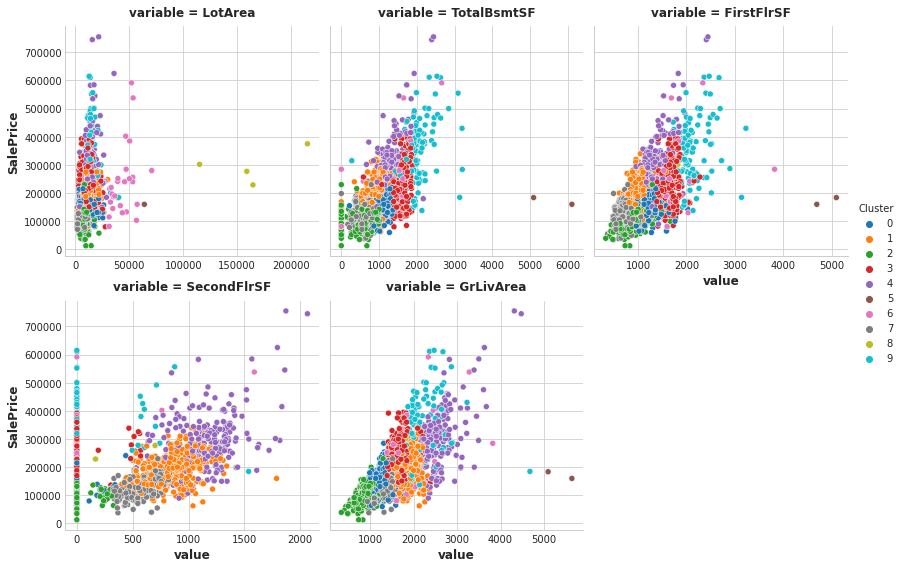 variable = LotArea
variable = TotalBsmtSF
variable = FirstFlrSF
SalePrice
700000
600000
500000
400000
300000
200000
100000
0
0 50000 100000 150000 200000
0 1000 2000 3000 4000 5000 6000
1000 2000 3000 4000 5000
value
Cluster
0
1
2
3
4
5
6
7
8
9
variable = SecondFlrSF
variable = GrLivArea
SalePrice
700000
600000
500000
400000
300000
200000
100000
0
0 500 1000 1500 2000
1000 2000 3000 4000 5000
value
value